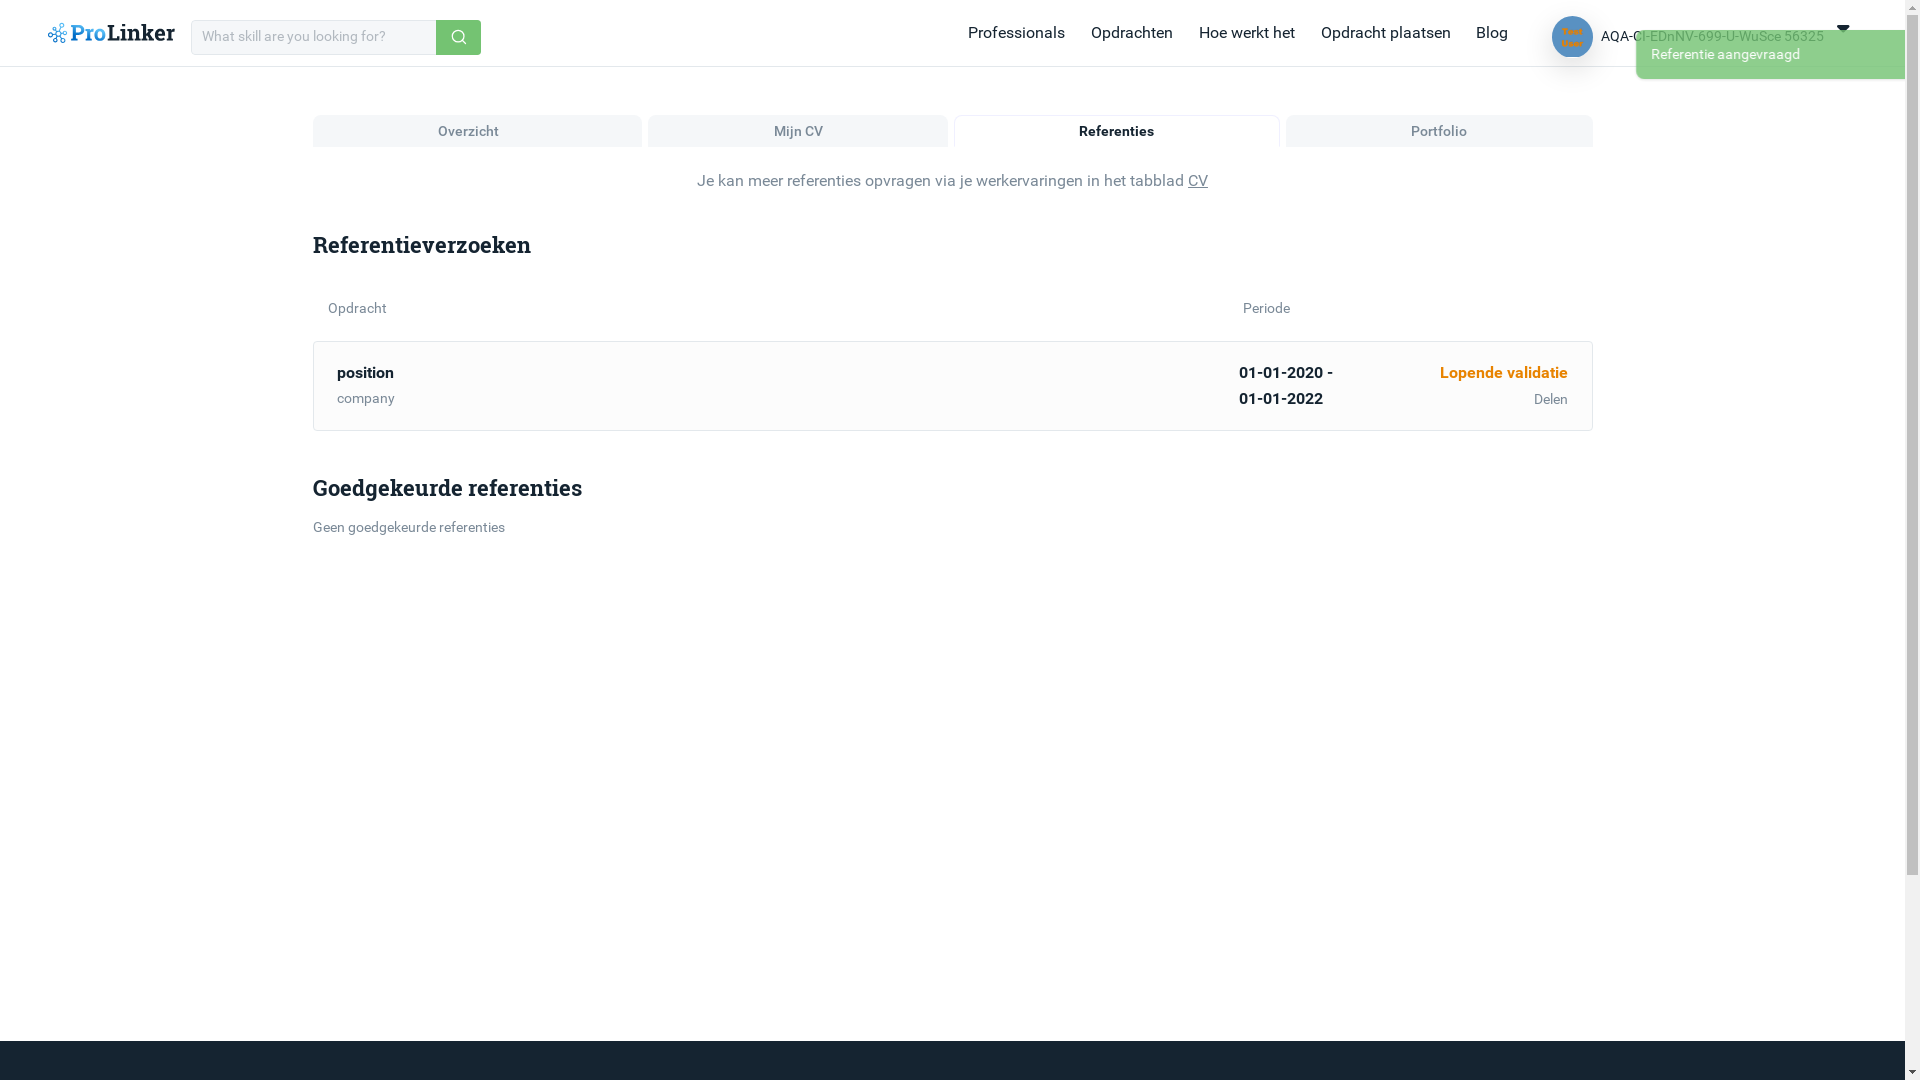 ProLinker
What skill are you looking for?
Professionals
Opdrachten
Hoe werkt het
Opdracht plaatsen
Blog
Test
User
AQA-CI-EDnNV-699-U-WuSce 56325
Referentie aangevraagd
Overzicht
Mijn CV
Referenties
Portfolio
Je kan meer referenties opvragen via je werkervaringen in het tabblad CV
Referentieverzoeken
Opdracht
Periode
position
company
01-01-2020 -
01-01-2022
Lopende validatie
Delen
Goedgekeurde referenties
Geen goedgekeurde referenties